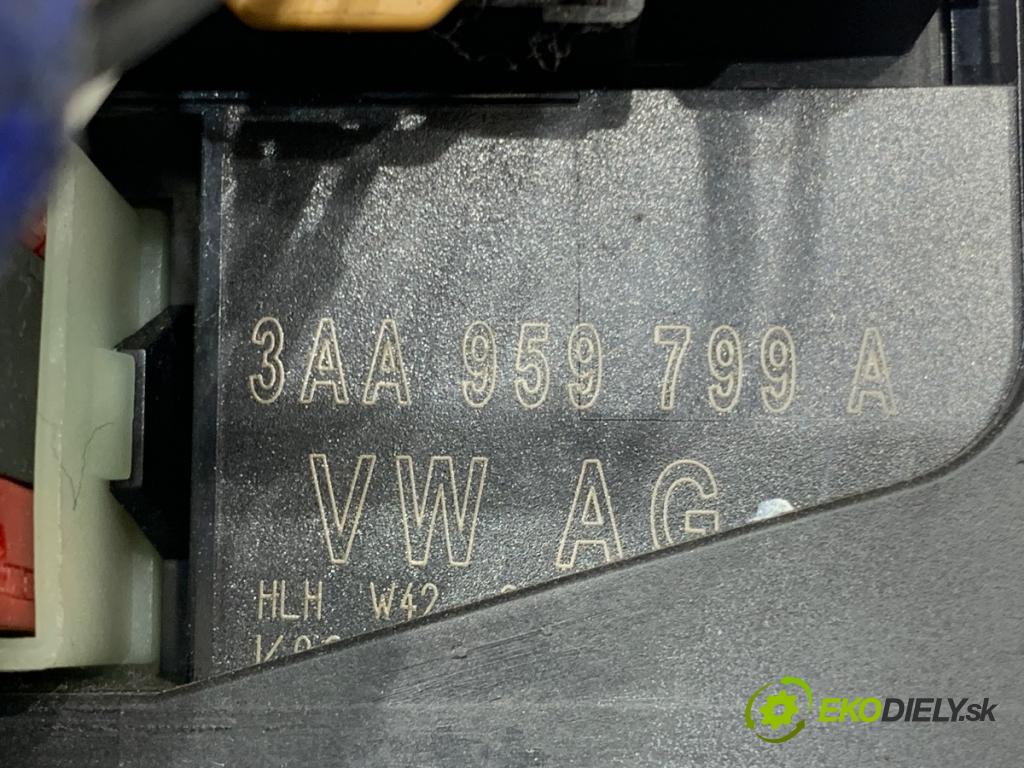 3AA 959 799 A
VW AG
HLH W42
EKODIELY.sk